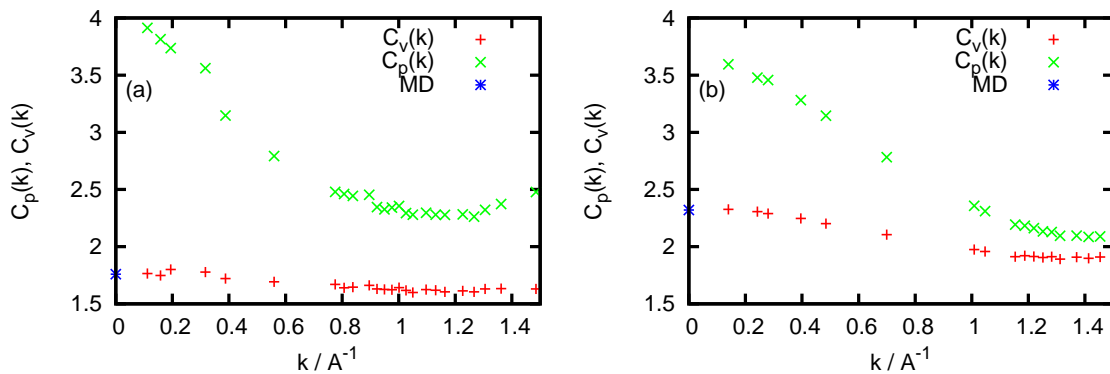 4
3.5
3
2.5
2
1.5
0
0.2
0.4
0.6
0.8
1
1.2
1.4
C_p(k), C_v(k)
k / A^-1
(a)
C_v(k)
C_p(k)
MD
4
3.5
3
2.5
2
1.5
0
0.2
0.4
0.6
0.8
1
1.2
1.4
C_p(k), C_v(k)
k / A^-1
(b)
C_v(k)
C_p(k)
MD